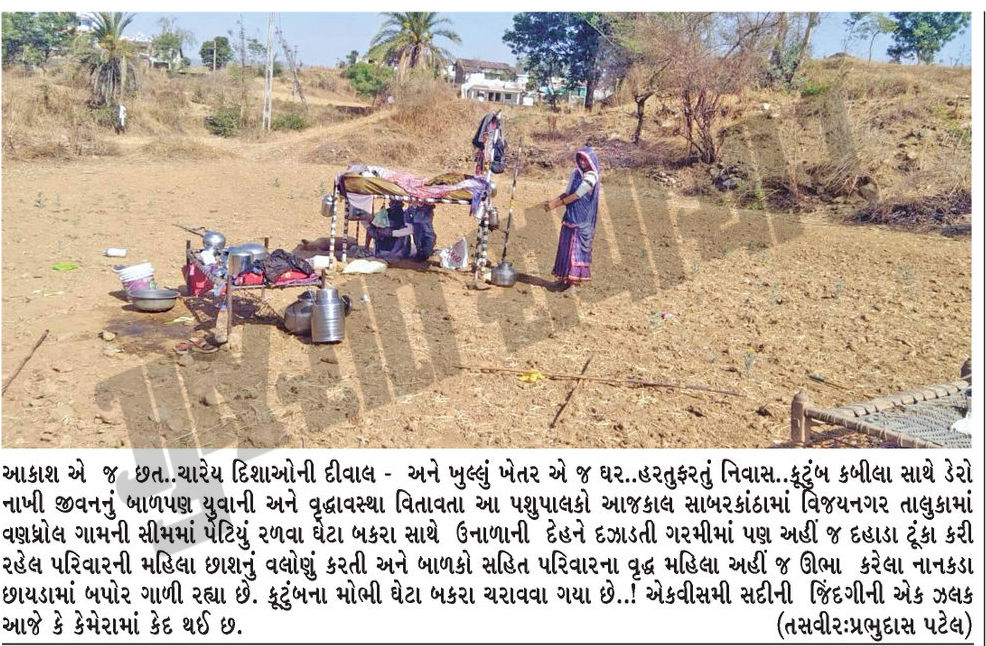 આકાશ એ જ છત..ચારેય દિશાઓની દીવાલ - અને ખુલ્લું ખેતર એ જ ઘર..હરતુફરતું નિવાસ..કૂટુંબ કબીલા સાથે ડેરો
નાખી જીવનનું બાળપણ યુવાની અને વૃદ્ધાવસ્થા વિતાવતા આ પશુપાલકો આજકાલ સાબરકાંઠામાં વિજયનગર તાલુકામાં
વણધ્રોલ ગામની સીમમાં પેટિયું રળવા ઘેટા બકરા સાથે ઉનાળાની દેહને દઝાડતી ગરમીમાં પણ અહીં જ દહાડા ટૂંકા કરી
રહેલ પરિવારની મહિલા છાશનું વલોણું કરતી અને બાળકો સહિત પરિવારના વૃદ્ધ મહિલા અહીં જ ઊભા કરેલા નાનકડા
છાયડામાં બપોર ગાળી રહ્યા છે. કૂટુંબના મોભી ઘેટા બકરા ચરાવવા ગયા છે..! એકવીસમી સદીની જિંદગીની એક ઝલક
આજે કે કેમેરામાં કેદ થઈ છ. (તસવીરઃપ્રભુદાસ પટેલ)